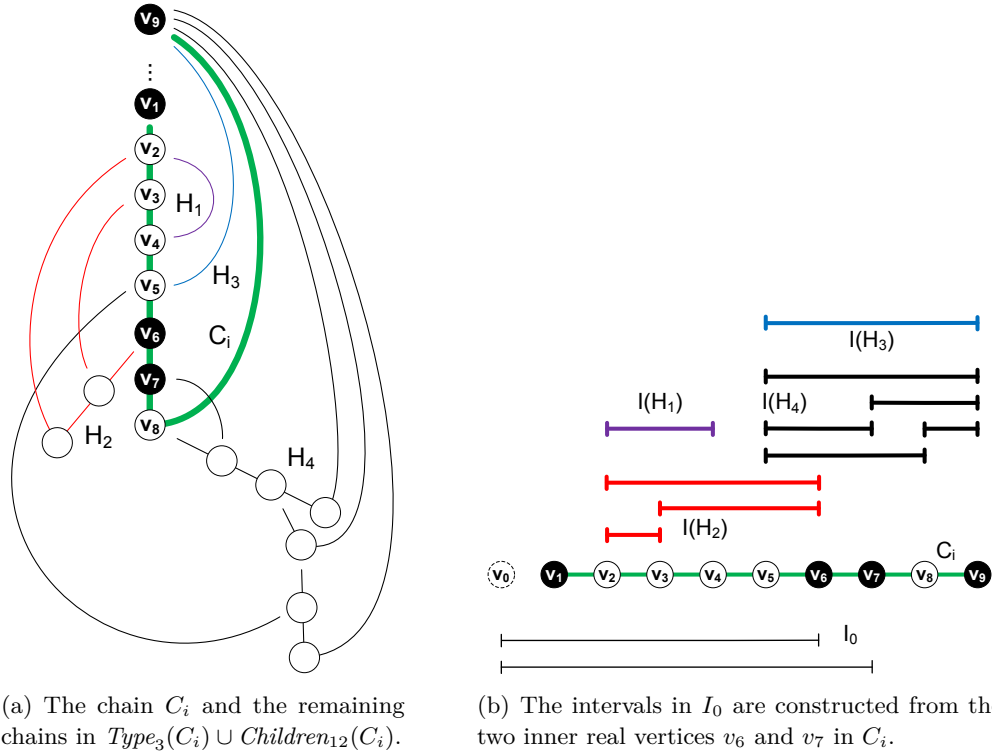 v₉
⋮
v₁
v₂
v₃
H₁
v₄
v₅
H₃
v₆
Cᵢ
v₇
v₈
H₂
H₄
I(H₃)
I(H₁)
I(H₄)
I(H₂)
Cᵢ
v₀ v₁ v₂ v₃ v₄ v₅ v₆ v₇ v₈ v₉
I₀
(a) The chain Cᵢ and the remaining
chains in Type₃(Cᵢ) ∪ Children₁₂(Cᵢ).
(b) The intervals in I₀ are constructed from th
two inner real vertices v₆ and v₇ in Cᵢ.